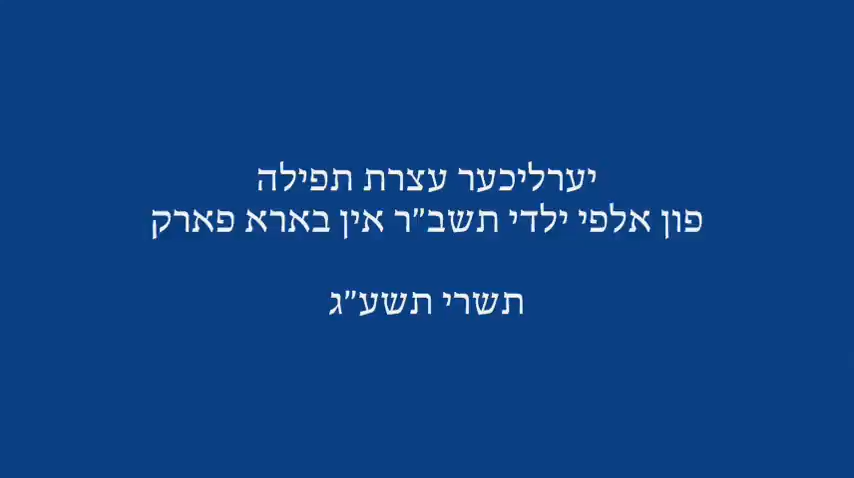 יערליכער עצרת תפילה
פון אלפי ילדי תשב״ר אין בארא פארק
תשרי תשע״ג